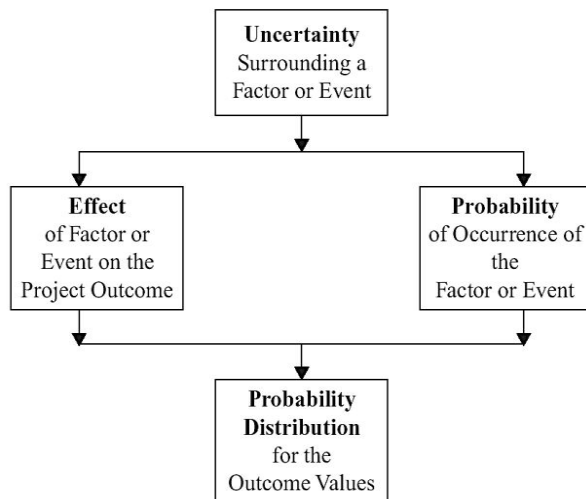 Uncertainty
Surrounding a
Factor or Event
Effect
of Factor or
Event on the
Project Outcome
Probability
of Occurrence of
the
Factor or Event
Probability
Distribution
for the
Outcome Values